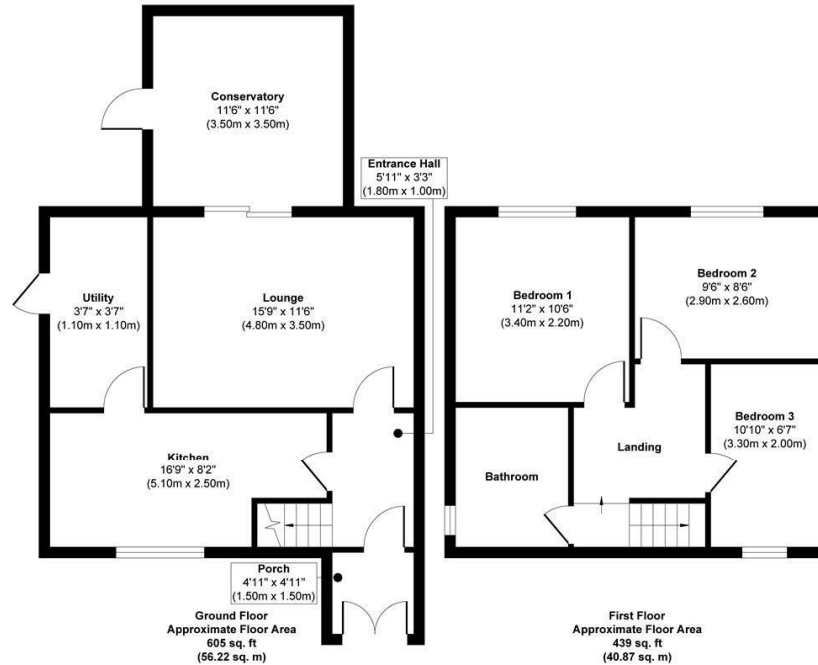 Conservatory
11'6" x 11'6"
(3.50m x 3.50m)
Entrance Hall
5'11" x 3'3"
(1.80m x 1.00m)
Utility
3'7" x 3'7"
(1.10m x 1.10m)
Lounge
15'9" x 11'6"
(4.80m x 3.50m)
Kitchen
16'9" x 8'2"
(5.10m x 2.50m)
Porch
4'11" x 4'11"
(1.50m x 1.50m)
Ground Floor
Approximate Floor Area
605 sq. ft
(56.22 sq. m)
Bedroom 1
11'2" x 10'6"
(3.40m x 2.20m)
Bedroom 2
9'6" x 8'6"
(2.90m x 2.60m)
Bedroom 3
10'10" x 6'7"
(3.30m x 2.00m)
Landing
Bathroom
First Floor
Approximate Floor Area
439 sq. ft
(40.87 sq. m)